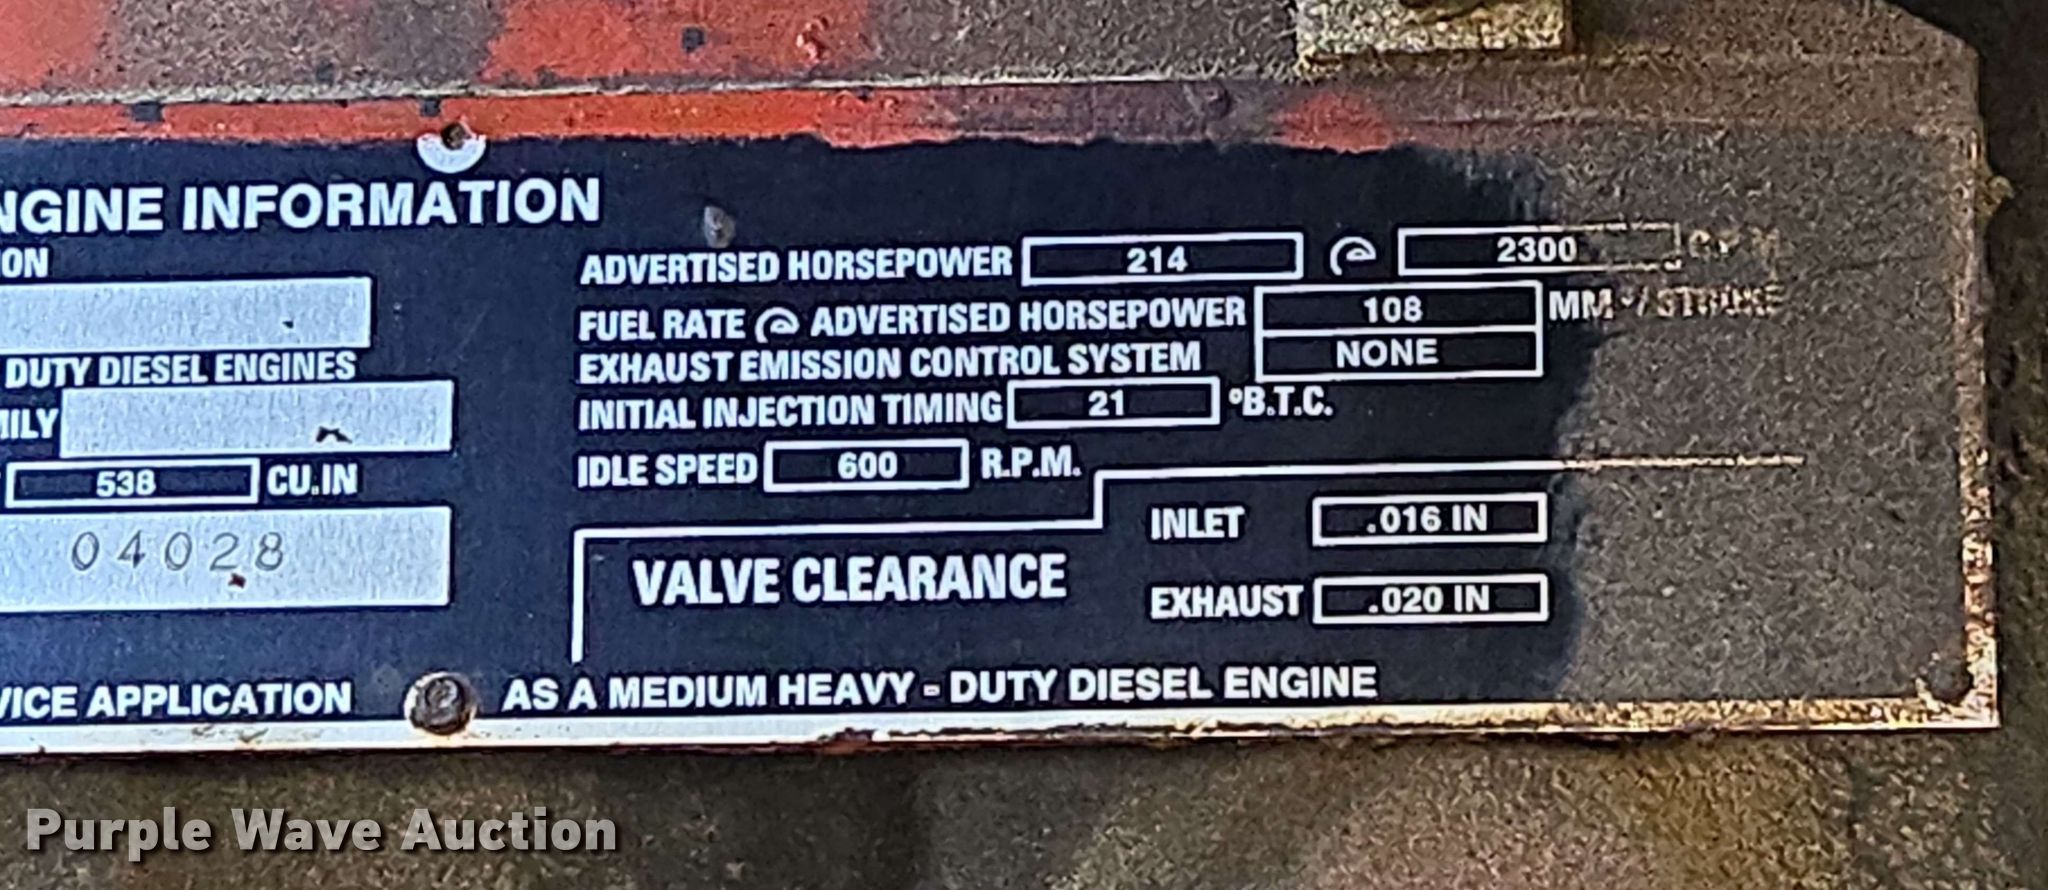 NGINE INFORMATION
ON
ADVERTISED HORSEPOWER 214 @ 2300
FUEL RATE @ ADVERTISED HORSEPOWER 108 MM³/STROKE
DUTY DIESEL ENGINES
EXHAUST EMISSION CONTROL SYSTEM NONE
MILY
INITIAL INJECTION TIMING 21 °B.T.C.
538 CU.IN
IDLE SPEED 600 R.P.M.
04028
VALVE CLEARANCE
INLET .016 IN
EXHAUST .020 IN
VICE APPLICATION AS A MEDIUM HEAVY - DUTY DIESEL ENGINE
Purple Wave Auction